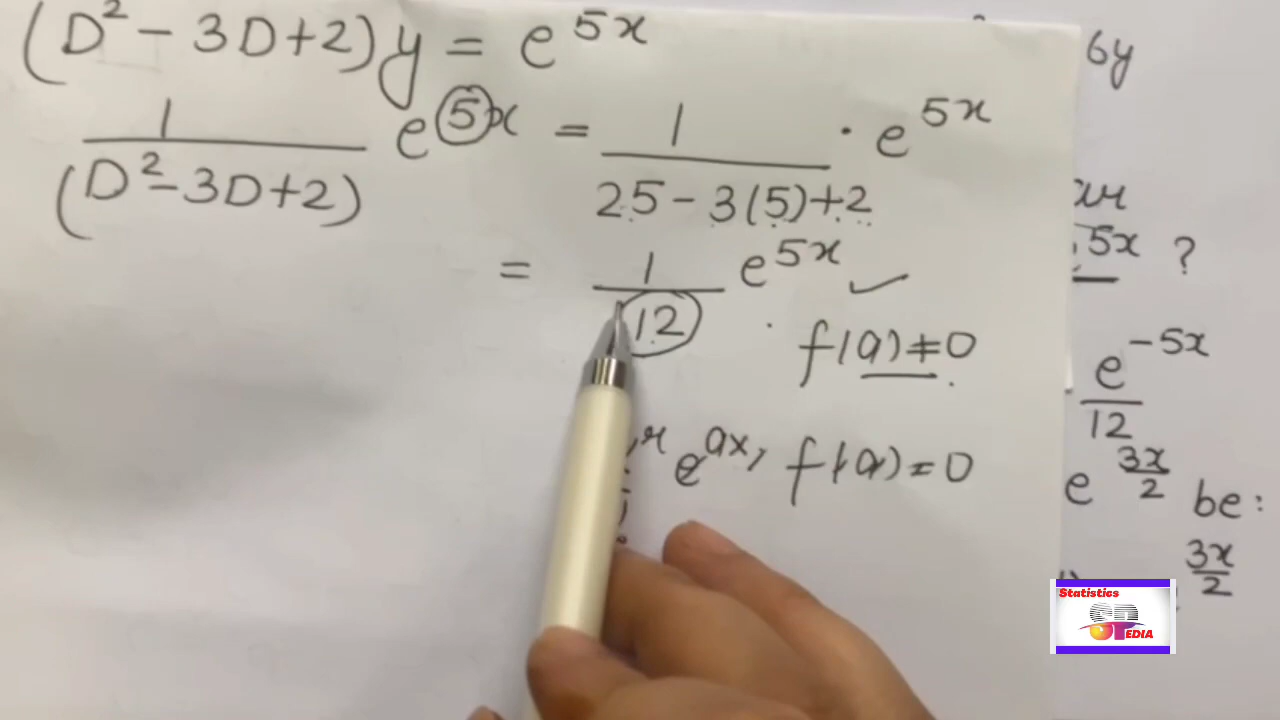 (D² - 3D+2)y = e^5x
1/(D²-3D+2) e^5x = 1/(25-3(5)+2) · e^5x
= 1/12 e^5x ✓
f(a)≠0
e^ax, f(a)=0
6y
5x ?
e^-5x/12
e^3x/2 be:
3x/2
Statistics
PEDIA